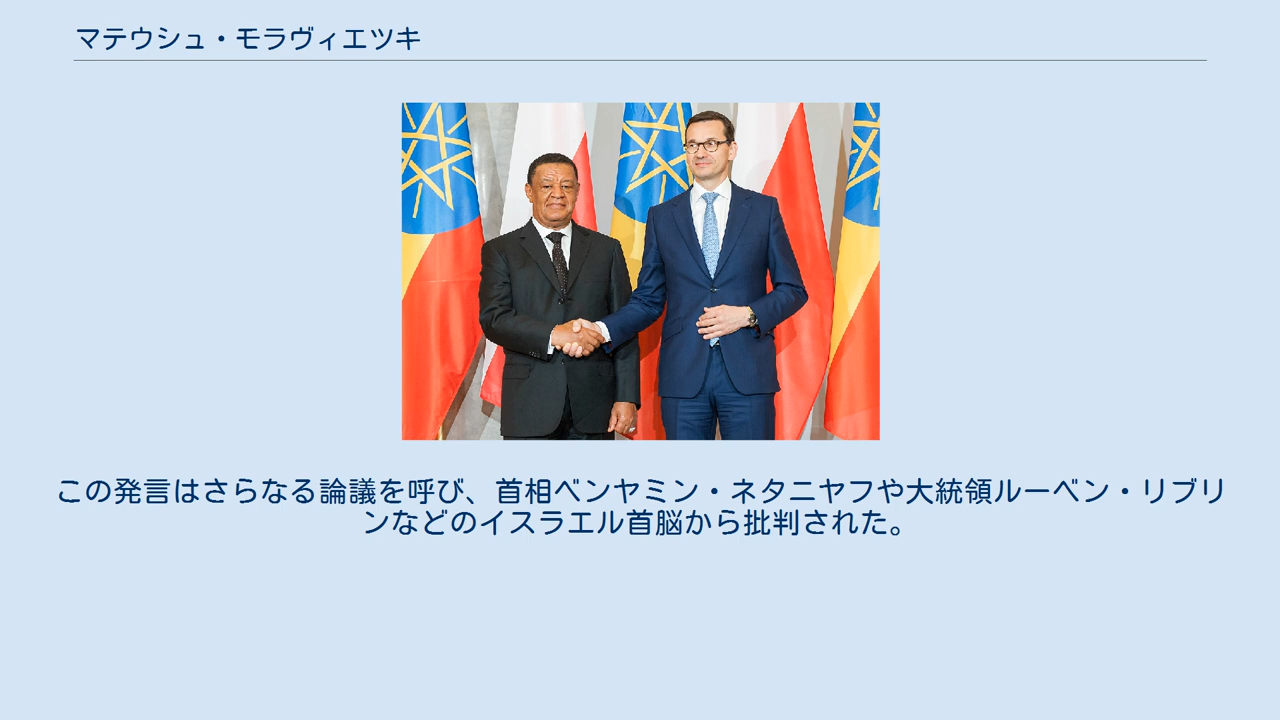 マテウシュ・モラヴィエツキ
この発言はさらなる論議を呼び、首相ベンヤミン・ネタニヤフや大統領ルーベン・リブリ
ンなどのイスラエル首脳から批判された。